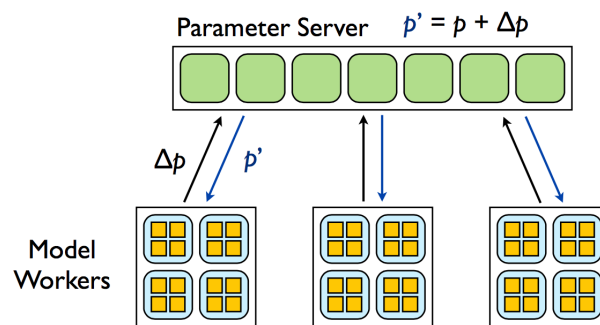 Parameter Server
p’ = p + Δp
Δp
p’
Model
Workers